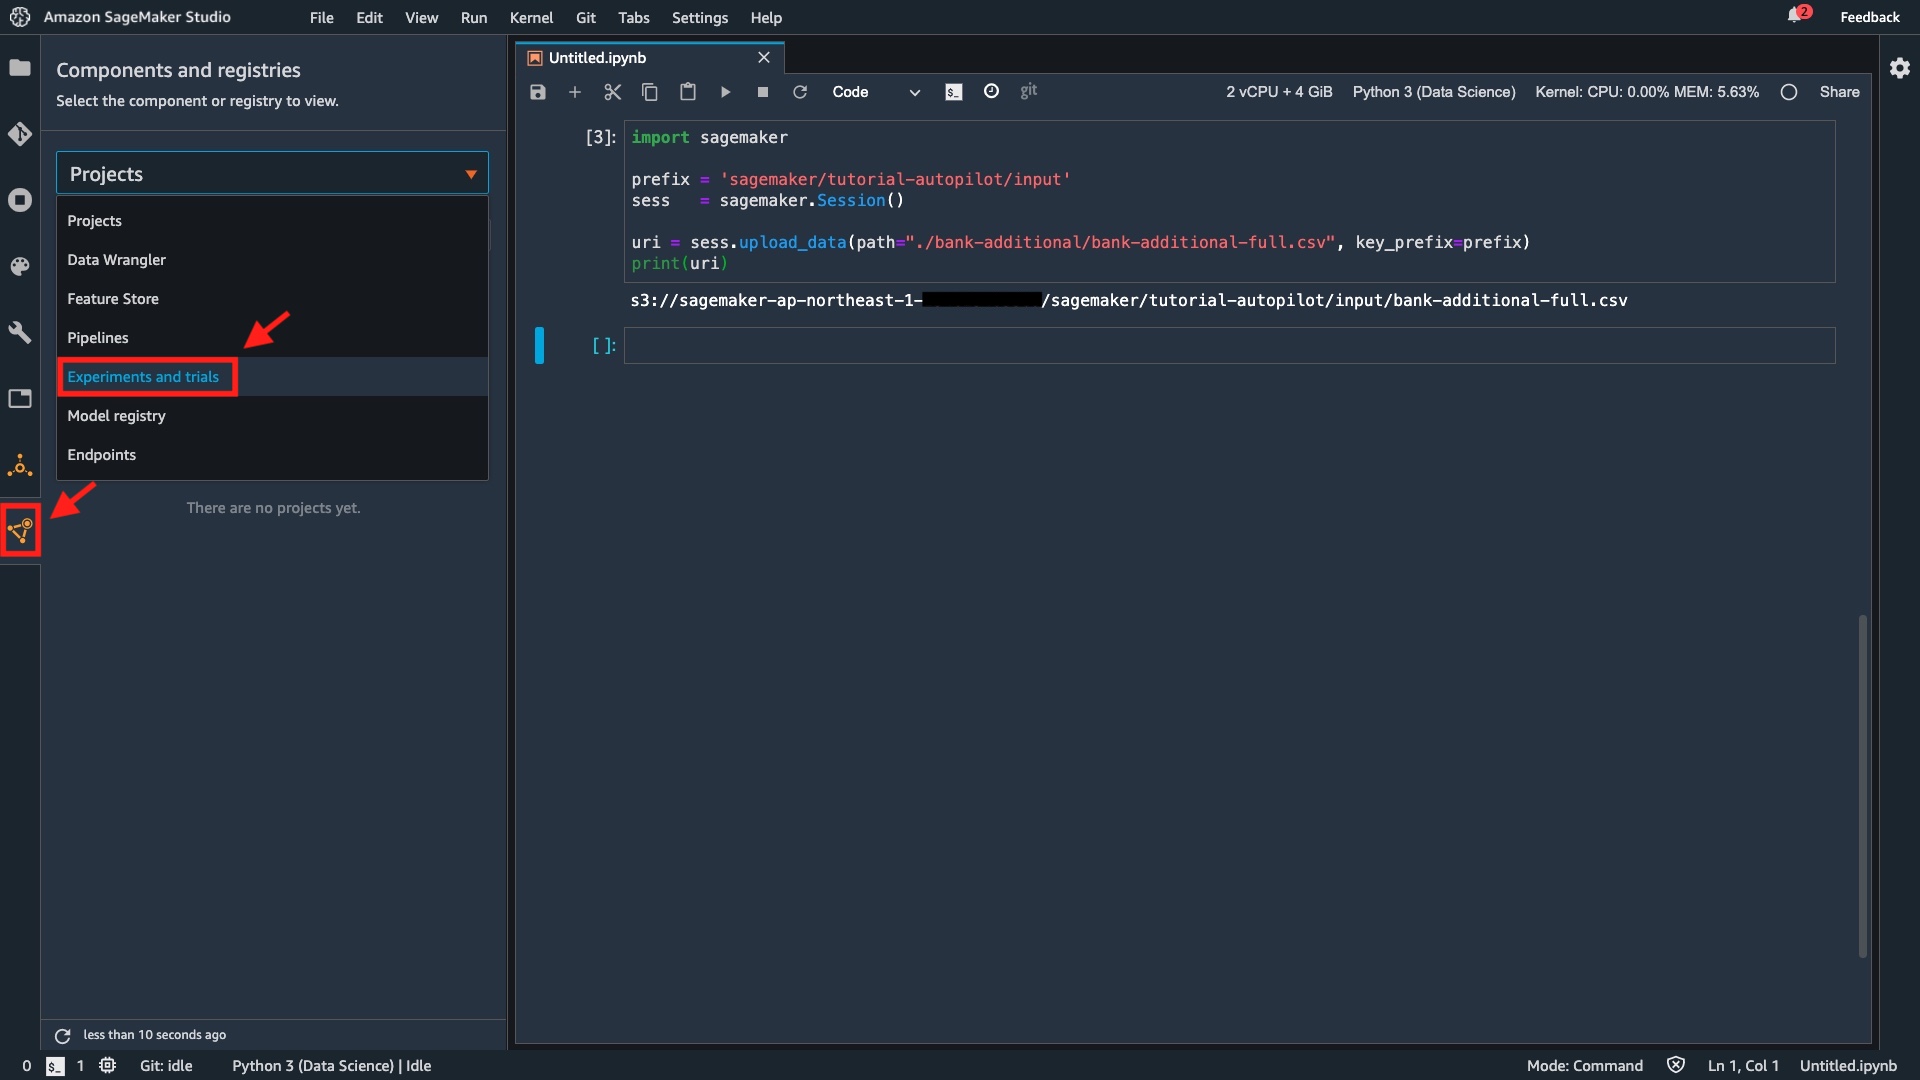 Amazon SageMaker Studio
File Edit View Run Kernel Git Tabs Settings Help
2
Feedback
Components and registries
Select the component or registry to view.
Projects
Projects
Data Wrangler
Feature Store
Pipelines
Experiments and trials
Model registry
Endpoints
There are no projects yet.
less than 10 seconds ago
Untitled.ipynb
Code
$_
git
2 vCPU + 4 GiB Python 3 (Data Science) Kernel: CPU: 0.00% MEM: 5.63% Share
[3]: import sagemaker
prefix = 'sagemaker/tutorial-autopilot/input'
sess   = sagemaker.Session()
uri = sess.upload_data(path="./bank-additional/bank-additional-full.csv", key_prefix=prefix)
print(uri)
s3://sagemaker-ap-northeast-1- /sagemaker/tutorial-autopilot/input/bank-additional-full.csv
[ ]:
0 $_ 1 Git: idle Python 3 (Data Science) | Idle Mode: Command Ln 1, Col 1 Untitled.ipynb